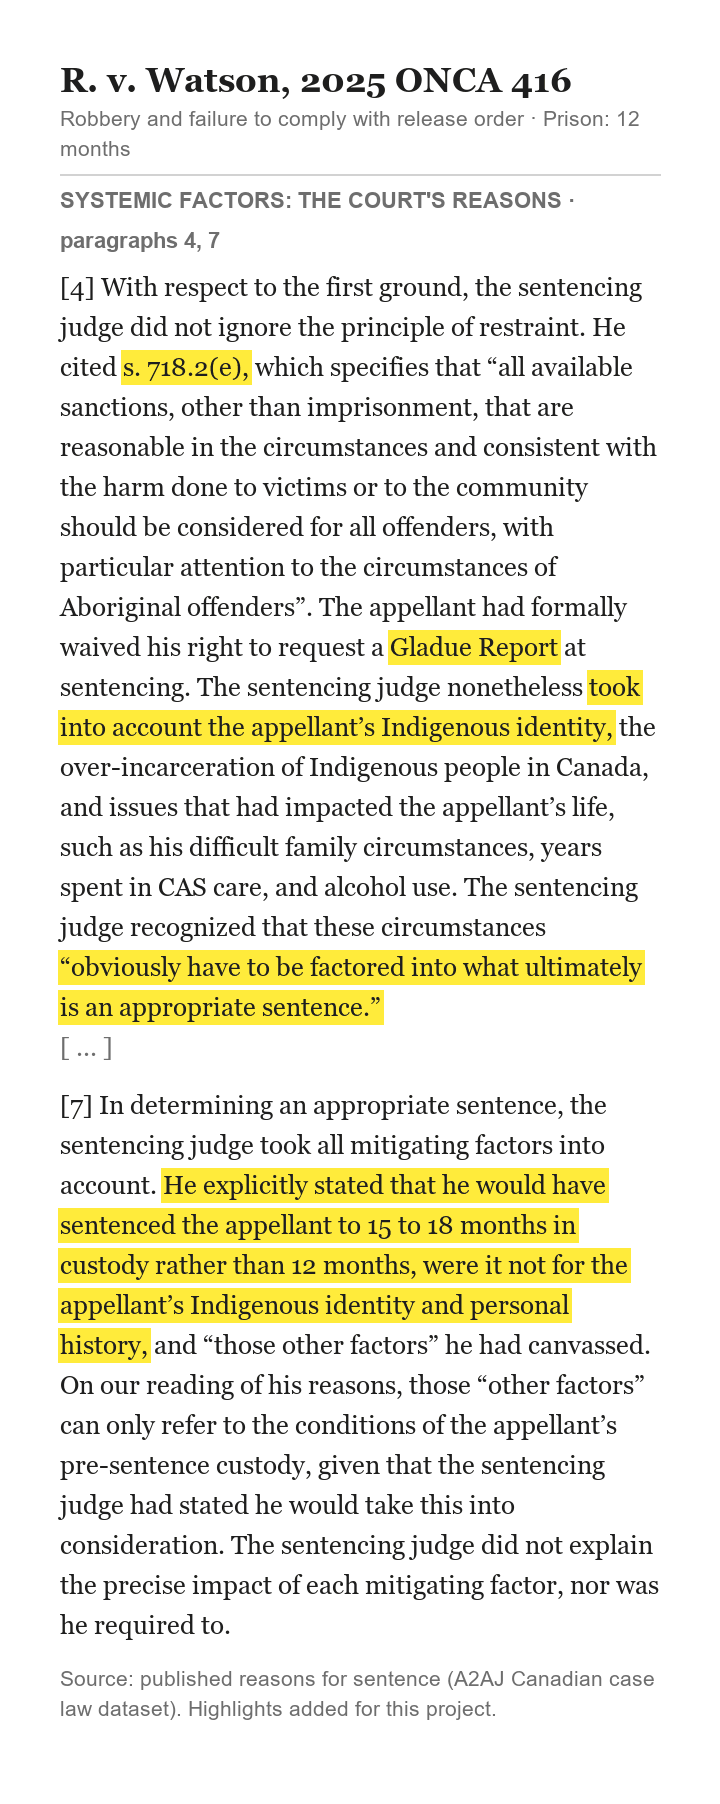 R. v. Watson, 2025 ONCA 416
Robbery and failure to comply with release order · Prison: 12
months
SYSTEMIC FACTORS: THE COURT'S REASONS ·
paragraphs 4, 7
[4] With respect to the first ground, the sentencing
judge did not ignore the principle of restraint. He
cited s. 718.2(e), which specifies that “all available
sanctions, other than imprisonment, that are
reasonable in the circumstances and consistent with
the harm done to victims or to the community
should be considered for all offenders, with
particular attention to the circumstances of
Aboriginal offenders”. The appellant had formally
waived his right to request a Gladue Report at
sentencing. The sentencing judge nonetheless took
into account the appellant’s Indigenous identity, the
over-incarceration of Indigenous people in Canada,
and issues that had impacted the appellant’s life,
such as his difficult family circumstances, years
spent in CAS care, and alcohol use. The sentencing
judge recognized that these circumstances
“obviously have to be factored into what ultimately
is an appropriate sentence.”
[ ... ]
[7] In determining an appropriate sentence, the
sentencing judge took all mitigating factors into
account. He explicitly stated that he would have
sentenced the appellant to 15 to 18 months in
custody rather than 12 months, were it not for the
appellant’s Indigenous identity and personal
history, and “those other factors” he had canvassed.
On our reading of his reasons, those “other factors”
can only refer to the conditions of the appellant’s
pre-sentence custody, given that the sentencing
judge had stated he would take this into
consideration. The sentencing judge did not explain
the precise impact of each mitigating factor, nor was
he required to.
Source: published reasons for sentence (A2AJ Canadian case
law dataset). Highlights added for this project.